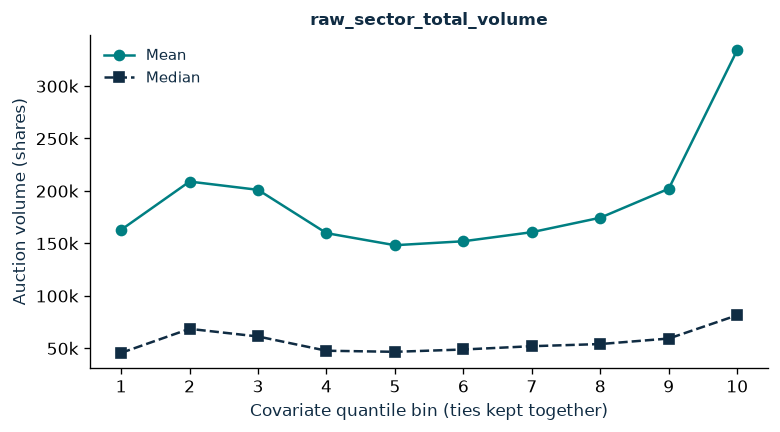 raw_sector_total_volume
Mean
Median
Auction volume (shares)
300k
250k
200k
150k
100k
50k
1 2 3 4 5 6 7 8 9 10
Covariate quantile bin (ties kept together)